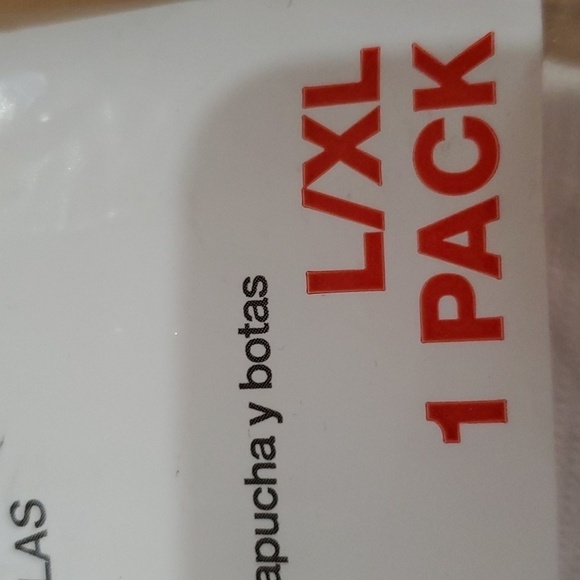 L/XL
1 PACK
apucha y botas
LAS